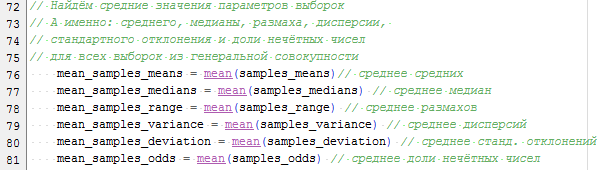 72 // Найдём средние значения параметров выборок
73 // А именно: среднего, медианы, размаха, дисперсии,
74 // стандартного отклонения и доли нечётных чисел
75 // для всех выборок из генеральной совокупности
76 mean_samples_means = mean(samples_means)// среднее средних
77 mean_samples_medians = mean(samples_medians) // среднее медиан
78 mean_samples_range = mean(samples_range) // среднее размахов
79 mean_samples_variance = mean(samples_variance) // среднее дисперсий
80 mean_samples_deviation = mean(samples_deviation) // среднее станд. отклонений
81 mean_samples_odds = mean(samples_odds) // среднее доли нечётных чисел